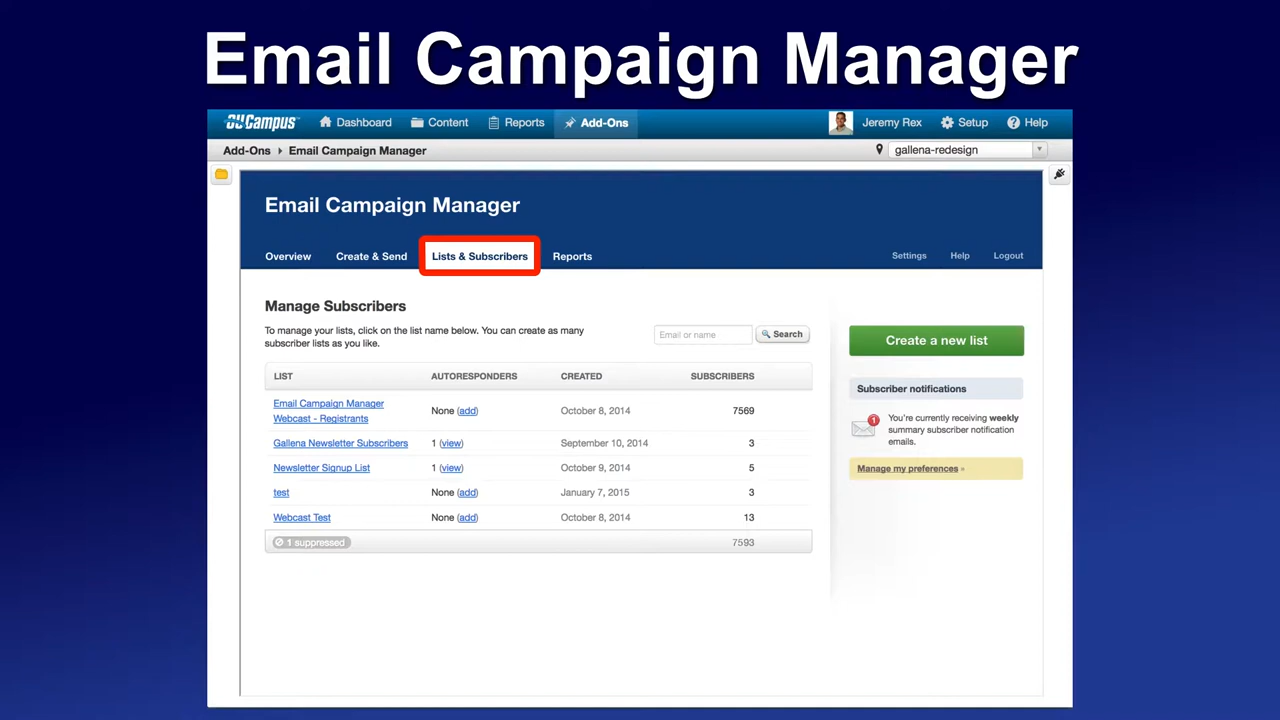 Email Campaign Manager
OU Campus Dashboard Content Reports Add-Ons Jeremy Rex Setup Help
Add-Ons Email Campaign Manager gallena-redesign
Email Campaign Manager
Overview Create & Send Lists & Subscribers Reports Settings Help Logout
Manage Subscribers
To manage your lists, click on the list name below. You can create as many
subscriber lists as you like.
Email or name Search
Create a new list
LIST AUTORESPONDERS CREATED SUBSCRIBERS
Email Campaign Manager
Webcast - Registrants
None (add) October 8, 2014 7569
Gallena Newsletter Subscribers 1 (view) September 10, 2014 3
Newsletter Signup List 1 (view) October 9, 2014 5
test None (add) January 7, 2015 3
Webcast Test None (add) October 8, 2014 13
1 suppressed 7593
Subscriber notifications
1
You're currently receiving weekly
summary subscriber notification
emails.
Manage my preferences »